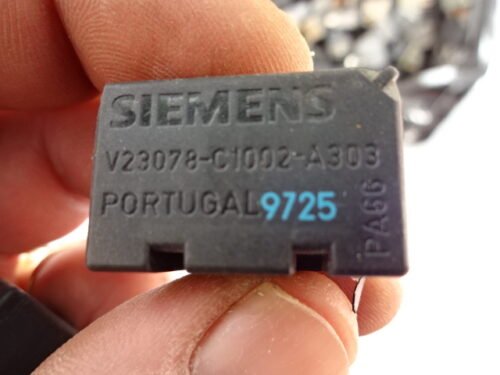 SIEMENS
V23078-C1002-A303
PORTUGAL 9725
PA66